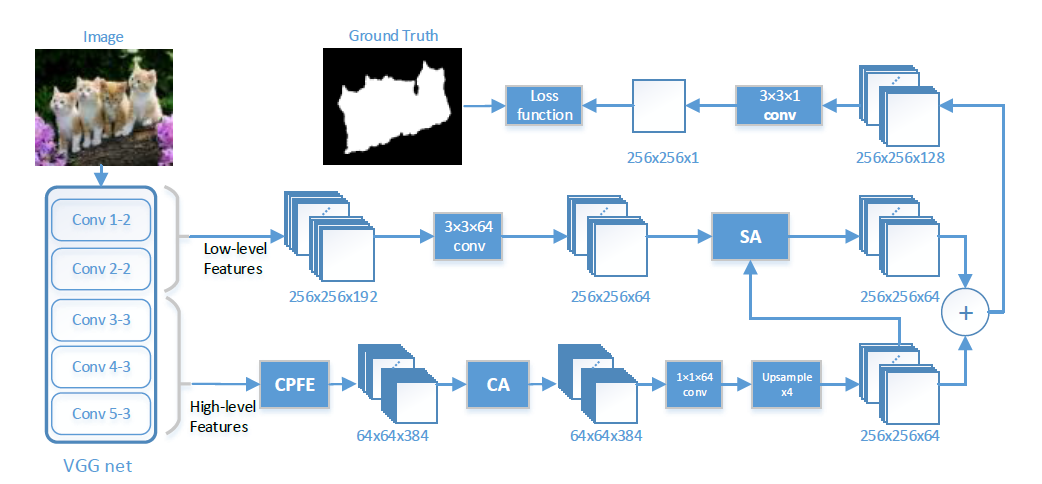 Image
Ground Truth
Loss
function
256x256x1
3×3×1
conv
256x256x128
Conv 1-2
Conv 2-2
Conv 3-3
Conv 4-3
Conv 5-3
VGG net
Low-level
Features
256x256x192
3×3×64
conv
256x256x64
SA
256x256x64
+
High-level
Features
CPFE
64x64x384
CA
64x64x384
1×1×64
conv
Upsample
x4
256x256x64